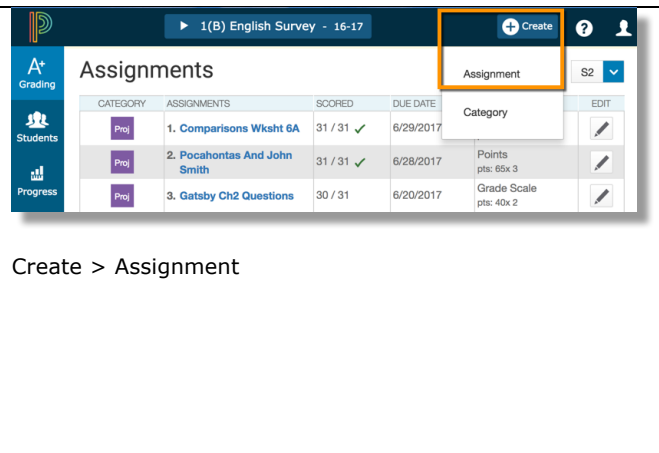 ▶ 1(B) English Survey - 16-17
+ Create
?
A+
Grading
Assignments
Assignment
S2
CATEGORY ASSIGNMENTS SCORED DUE DATE EDIT
Category
Students
Proj 1. Comparisons Wksht 6A 31 / 31 ✓ 6/29/2017
Proj 2. Pocahontas And John Smith 31 / 31 ✓ 6/28/2017 Points
pts: 65x 3
Progress
Proj 3. Gatsby Ch2 Questions 30 / 31 6/20/2017 Grade Scale
pts: 40x 2
Create > Assignment